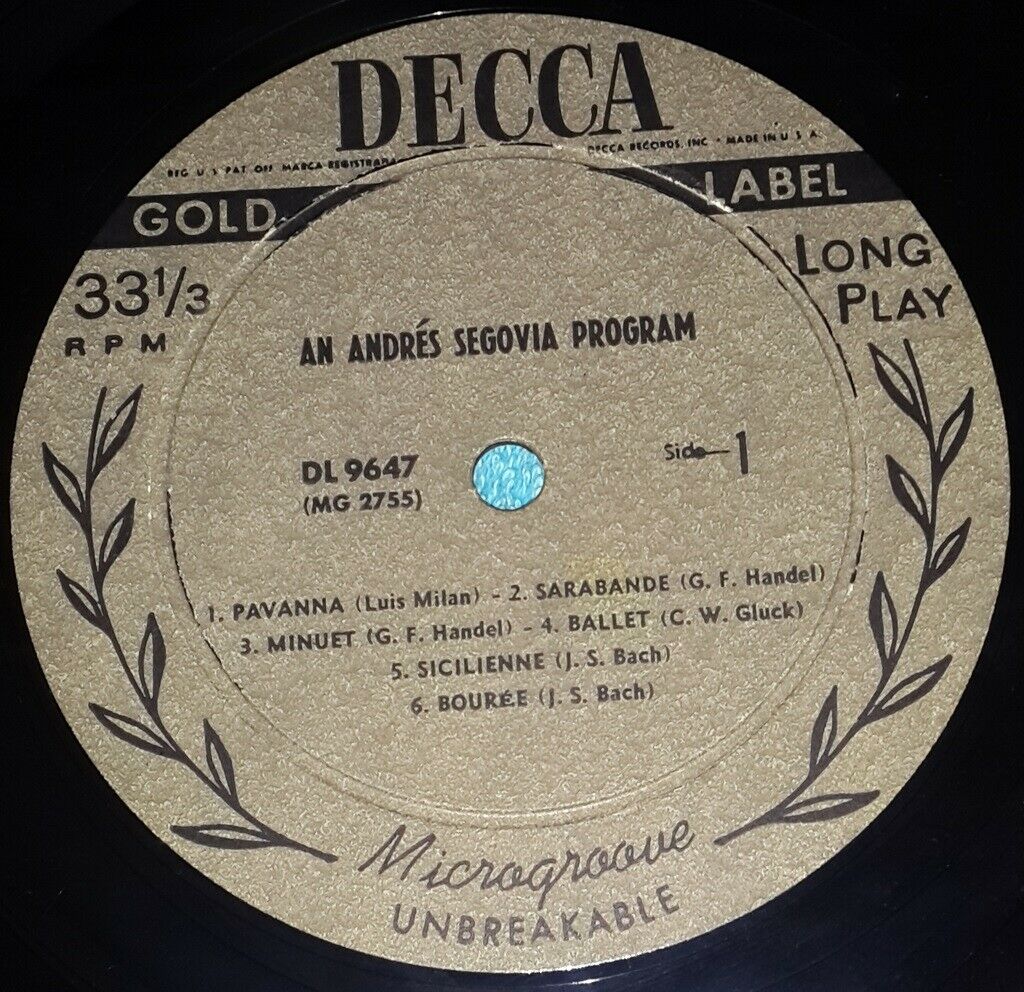 DECCA
REG U S PAT OFF MARCA REGISTRADA
DECCA RECORDS, INC • MADE IN U S A
GOLD LABEL
33 1/3
RPM
LONG
PLAY
AN ANDRÉS SEGOVIA PROGRAM
DL 9647
(MG 2755)
Side—1
1. PAVANNA (Luis Milan) - 2. SARABANDE (G. F. Handel)
3. MINUET (G. F. Handel) - 4. BALLET (C. W. Gluck)
5. SICILIENNE (J. S. Bach)
6. BOURÉE (J. S. Bach)
Microgroove
UNBREAKABLE